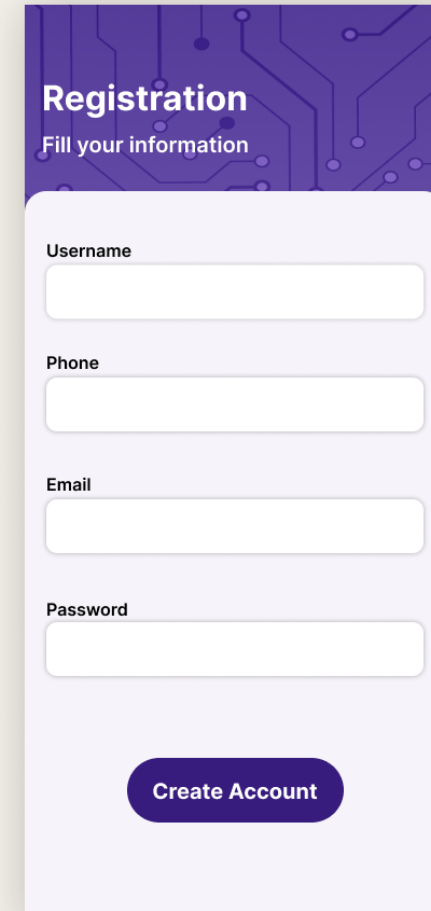 Registration
Fill your information
Username
Phone
Email
Password
Create Account